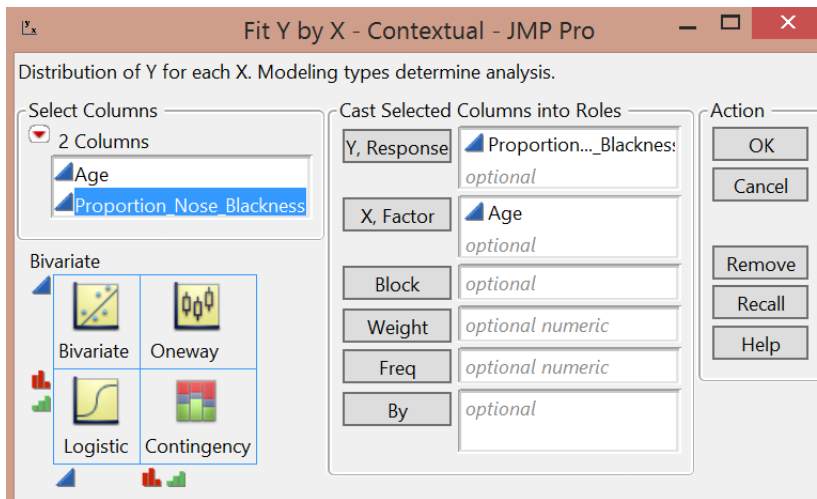 Fit Y by X - Contextual - JMP Pro
Distribution of Y for each X. Modeling types determine analysis.
Select Columns
2 Columns
Age
Proportion_Nose_Blackness
Cast Selected Columns into Roles
Y, Response
Proportion..._Blackness
optional
X, Factor
Age
optional
Block
optional
Weight
optional numeric
Freq
optional numeric
By
optional
Action
OK
Cancel
Remove
Recall
Help
Bivariate
Bivariate
Oneway
Logistic
Contingency